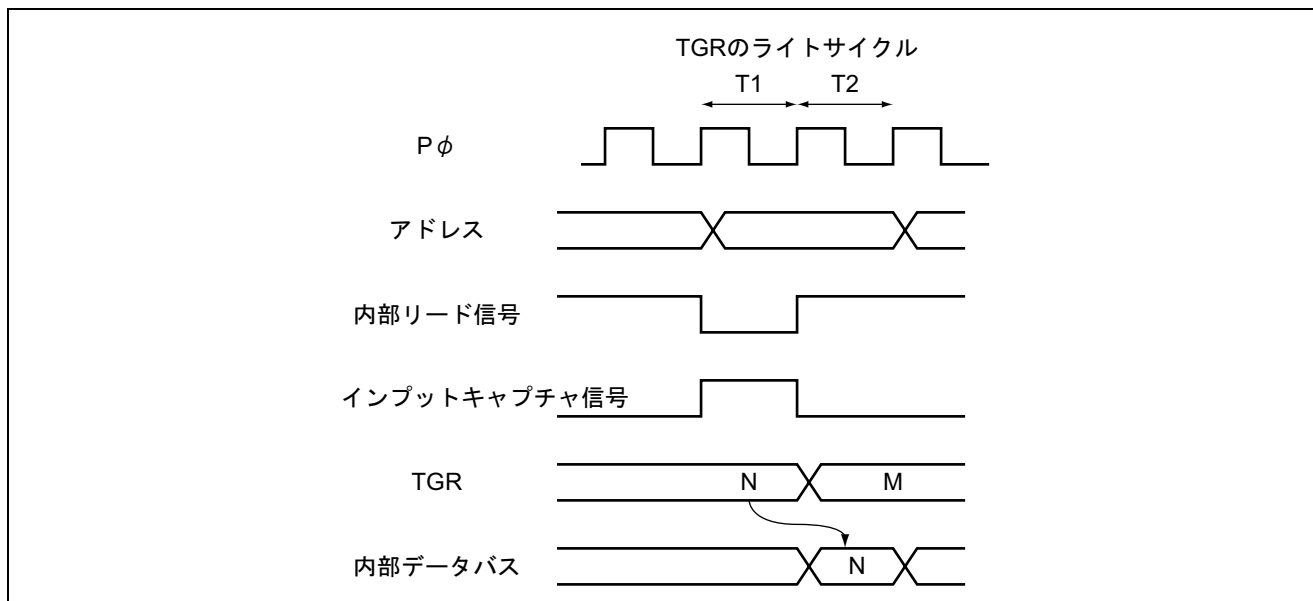 TGRのライトサイクル
T1 T2
Pφ
アドレス
内部リード信号
インプットキャプチャ信号
TGR N M
内部データバス N